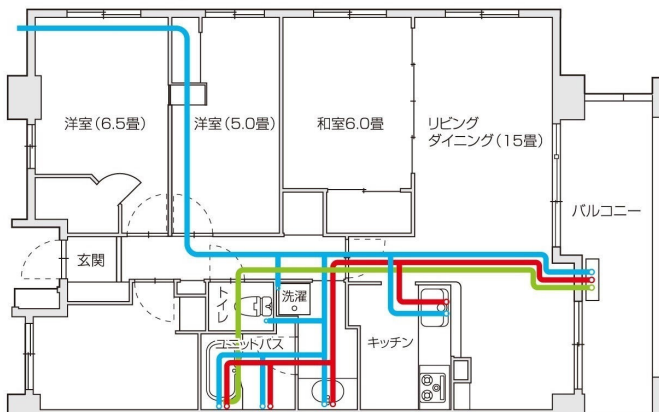 洋室(6.5畳)
洋室(5.0畳)
和室6.0畳
リビング
ダイニング(15畳)
バルコニー
玄関
トイレ
洗濯
ユニットバス
キッチン